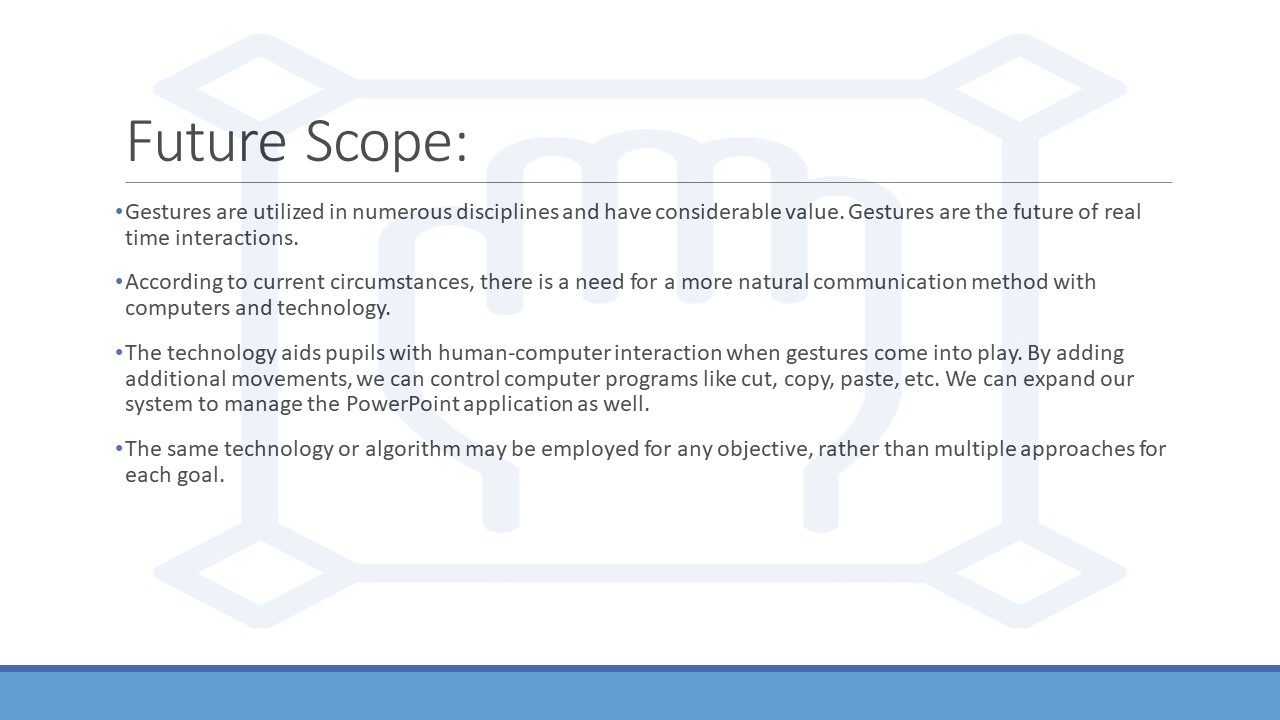 Future Scope:
•Gestures are utilized in numerous disciplines and have considerable value. Gestures are the future of real
time interactions.
•According to current circumstances, there is a need for a more natural communication method with
computers and technology.
•The technology aids pupils with human-computer interaction when gestures come into play. By adding
additional movements, we can control computer programs like cut, copy, paste, etc. We can expand our
system to manage the PowerPoint application as well.
•The same technology or algorithm may be employed for any objective, rather than multiple approaches for
each goal.